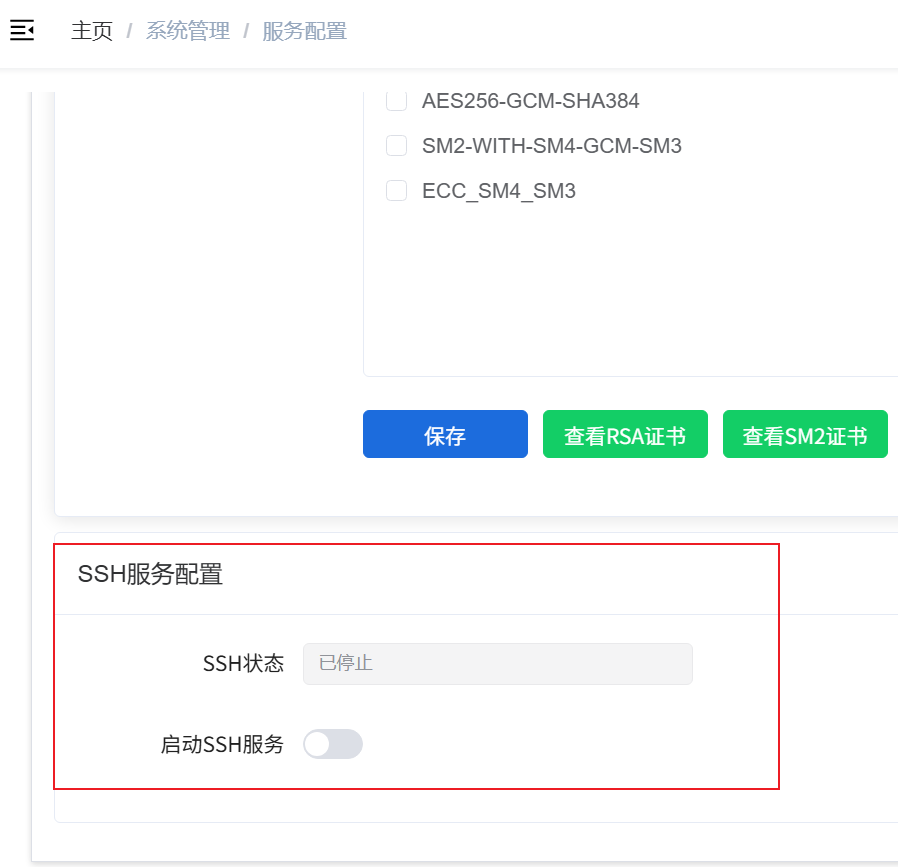 主页 / 系统管理 / 服务配置
AES256-GCM-SHA384
SM2-WITH-SM4-GCM-SM3
ECC_SM4_SM3
保存 查看RSA证书 查看SM2证书
SSH服务配置
SSH状态 已停止
启动SSH服务